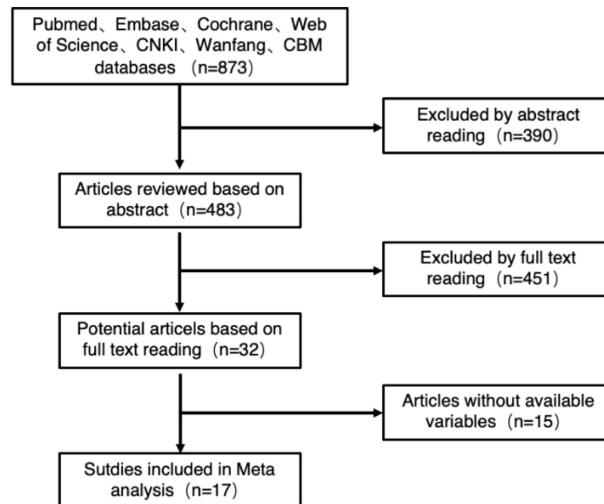 Pubmed、Embase、Cochrane、Web
of Science、CNKI、Wanfang、CBM
databases（n=873）
Excluded by abstract
reading（n=390）
Articles reviewed based on
abstract（n=483）
Excluded by full text
reading（n=451）
Potential articels based on
full text reading（n=32）
Articles without available
variables（n=15）
Sutdies included in Meta
analysis（n=17）